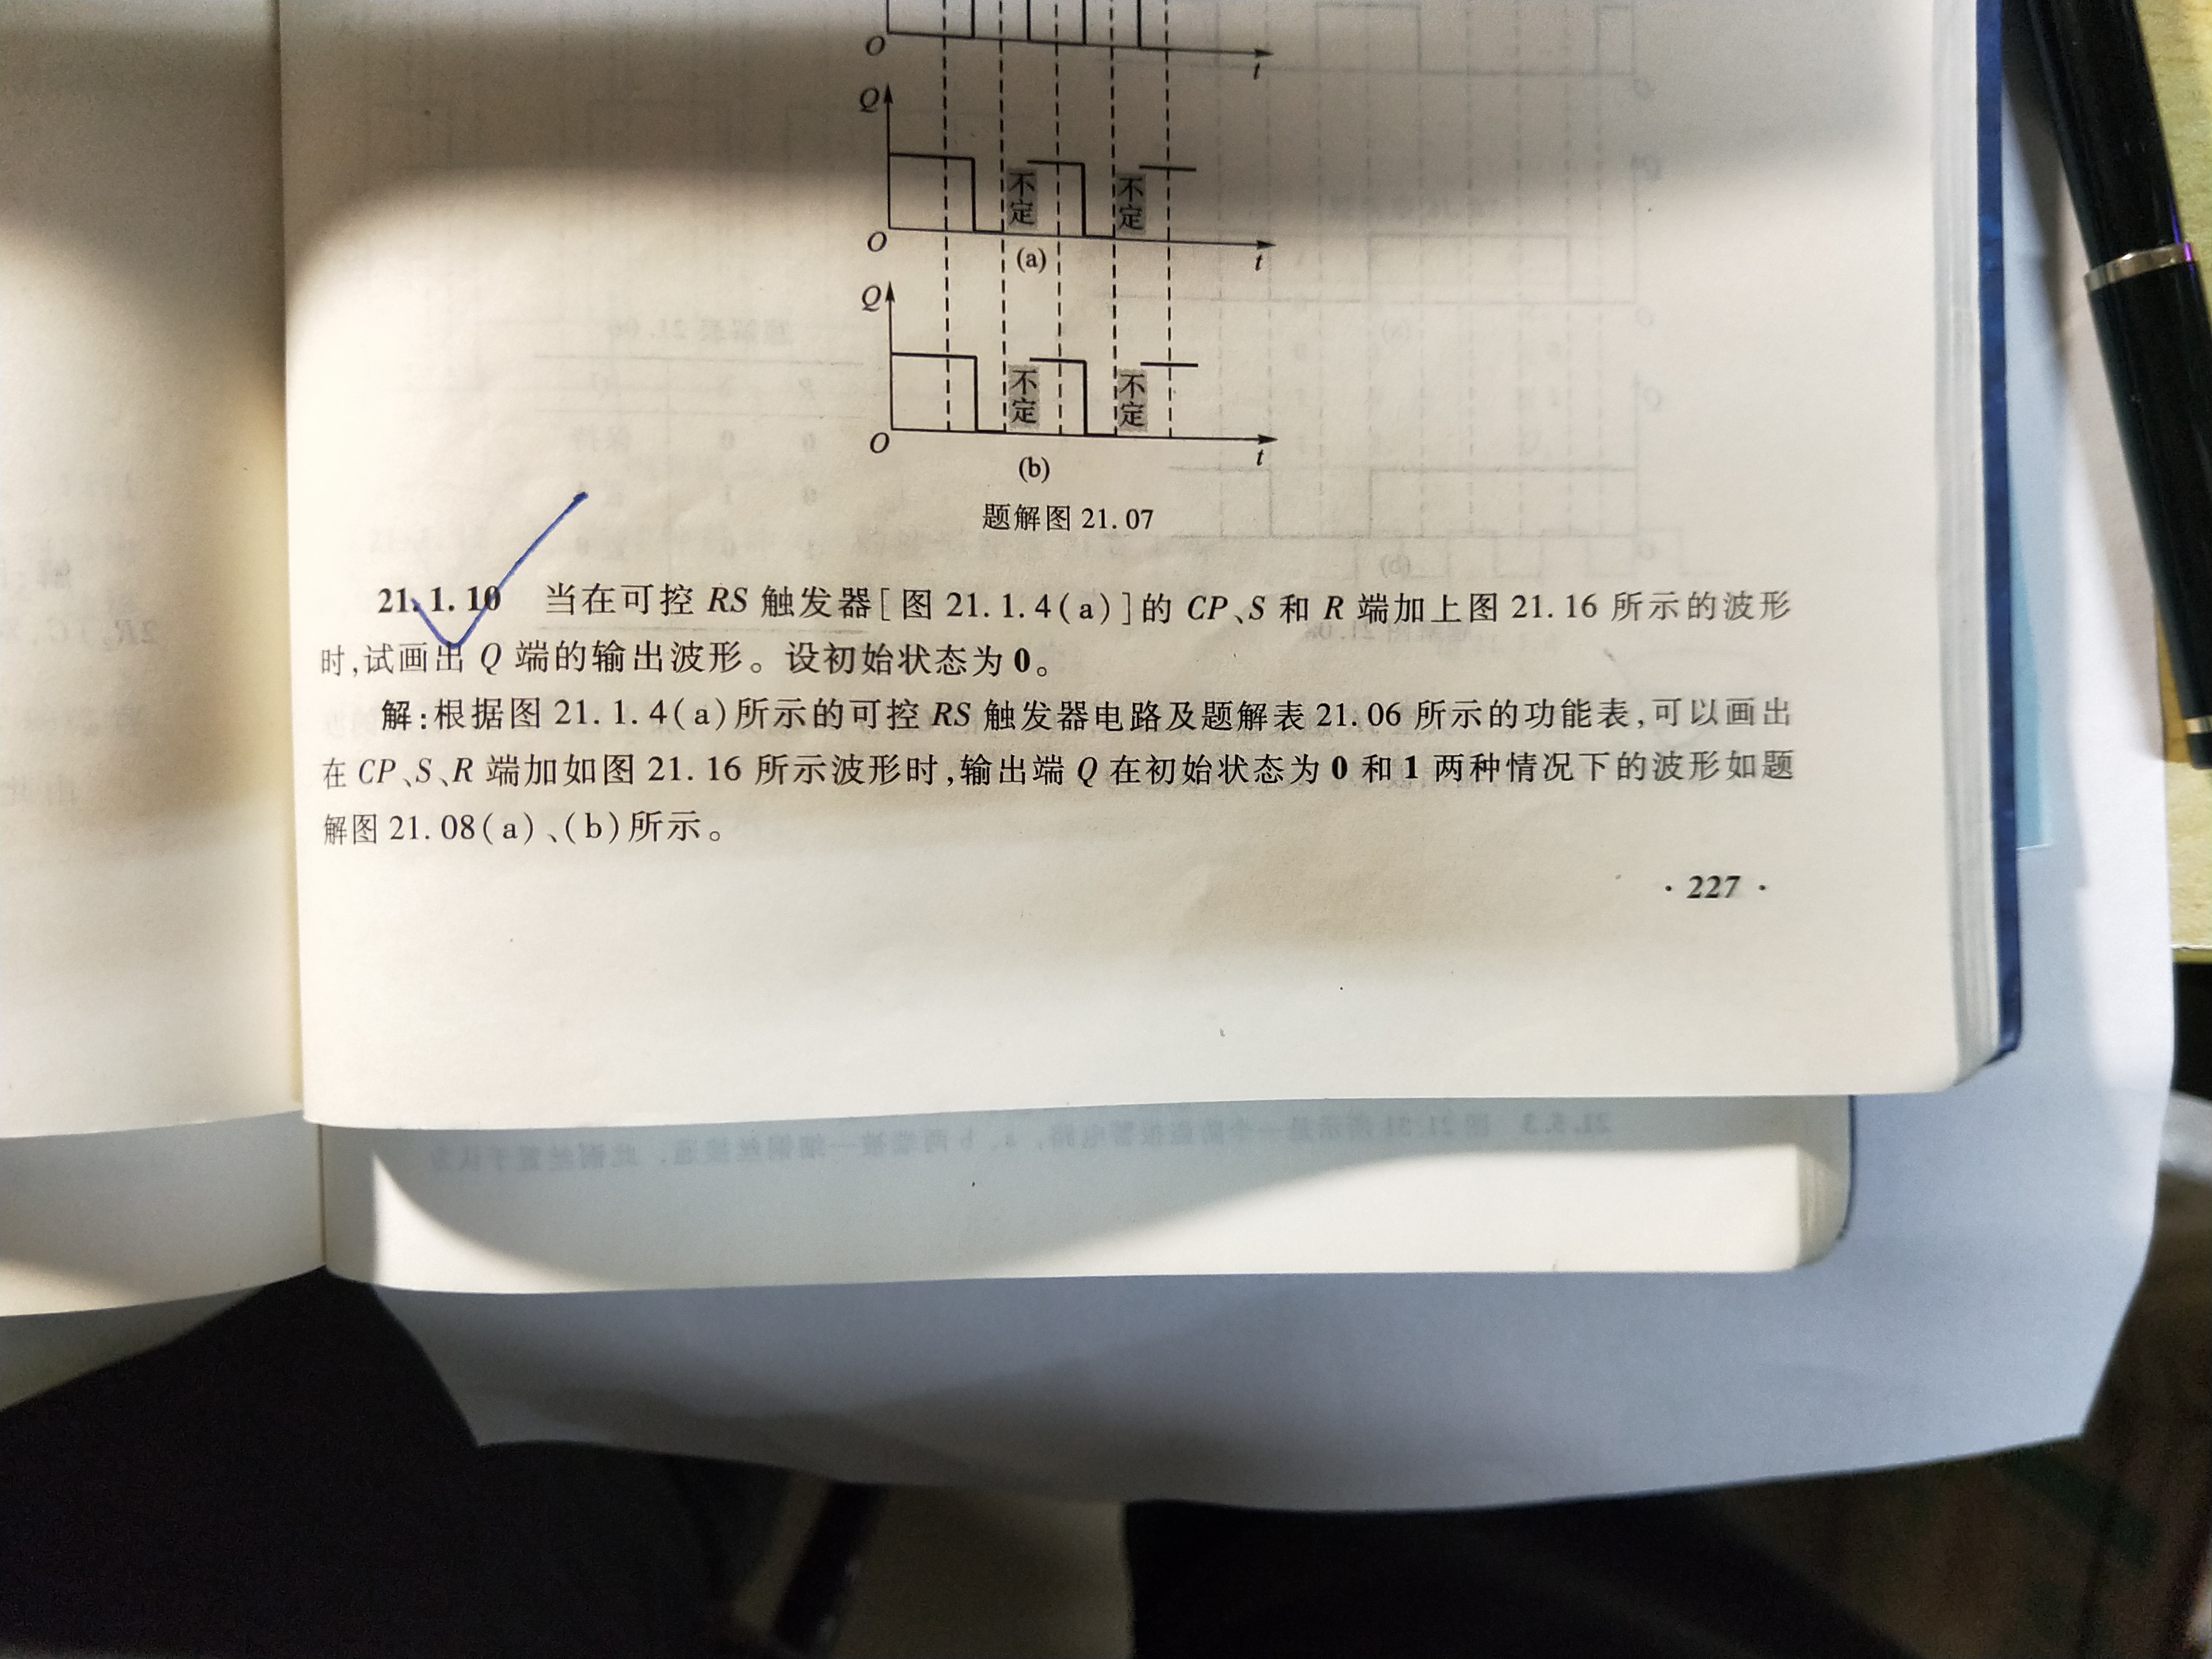 O
t
Q
不定
不定
O
t
(a)
Q
不定
不定
O
t
(b)
题解图 21.07
21.1.10 当在可控 RS 触发器[图 21.1.4(a)]的 CP、S 和 R 端加上图 21.16 所示的波形
时,试画出 Q 端的输出波形。设初始状态为 0。
解:根据图 21.1.4(a)所示的可控 RS 触发器电路及题解表 21.06 所示的功能表,可以画出
在 CP、S、R 端加如图 21.16 所示波形时,输出端 Q 在初始状态为 0 和 1 两种情况下的波形如题
解图 21.08(a)、(b)所示。
· 227 ·